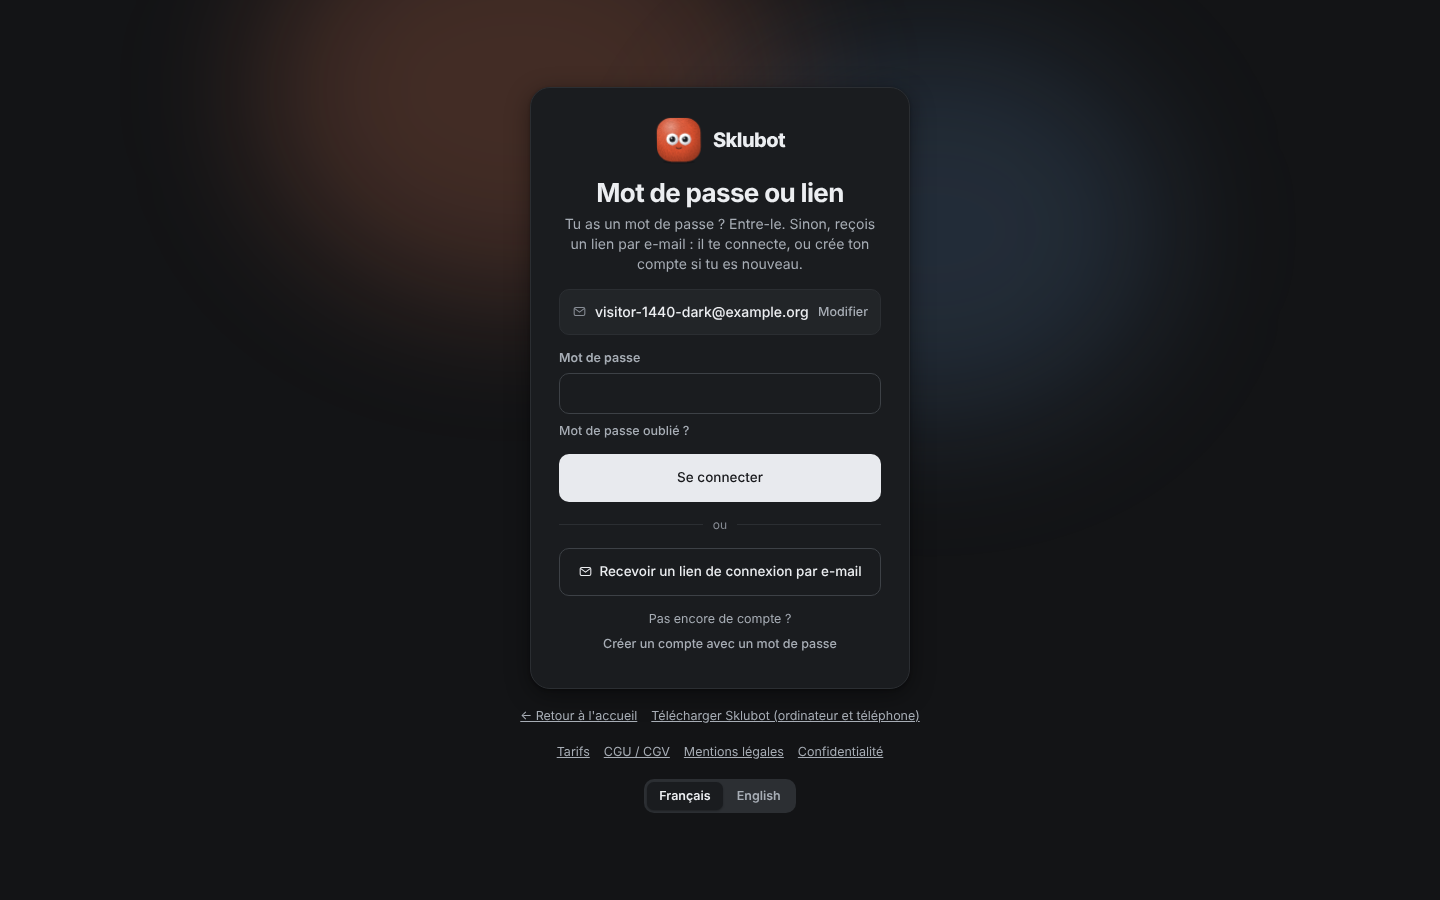 Sklubot
Mot de passe ou lien
Tu as un mot de passe ? Entre-le. Sinon, reçois
un lien par e-mail : il te connecte, ou crée ton
compte si tu es nouveau.
visitor-1440-dark@example.org Modifier
Mot de passe
Mot de passe oublié ?
Se connecter
ou
Recevoir un lien de connexion par e-mail
Pas encore de compte ?
Créer un compte avec un mot de passe
← Retour à l'accueil Télécharger Sklubot (ordinateur et téléphone)
Tarifs CGU / CGV Mentions légales Confidentialité
Français English